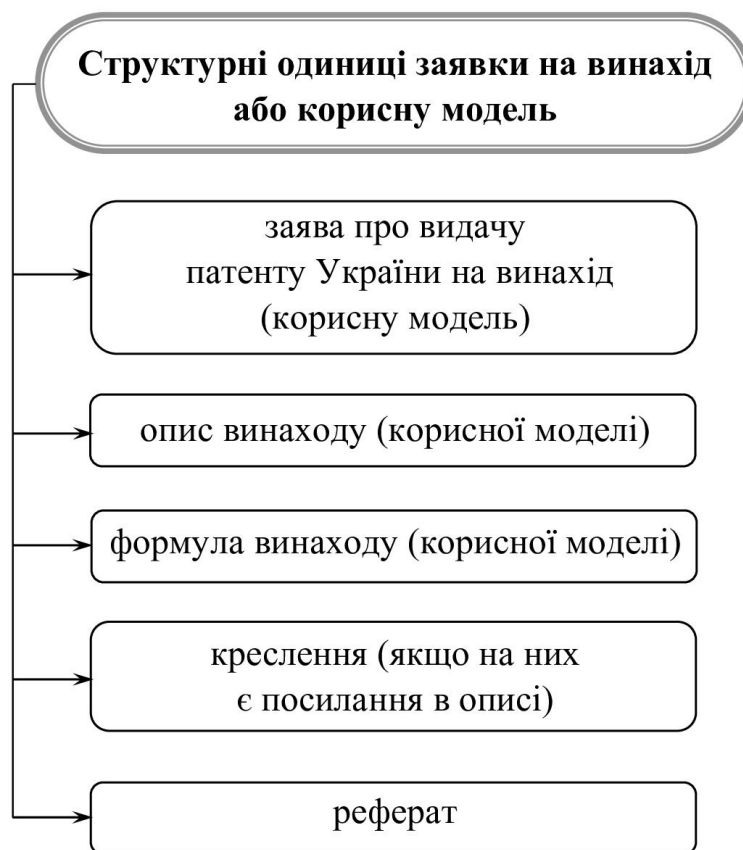 Структурні одиниці заявки на винахід
або корисну модель
заява про видачу
патенту України на винахід
(корисну модель)
опис винаходу (корисної моделі)
формула винаходу (корисної моделі)
креслення (якщо на них
є посилання в описі)
реферат